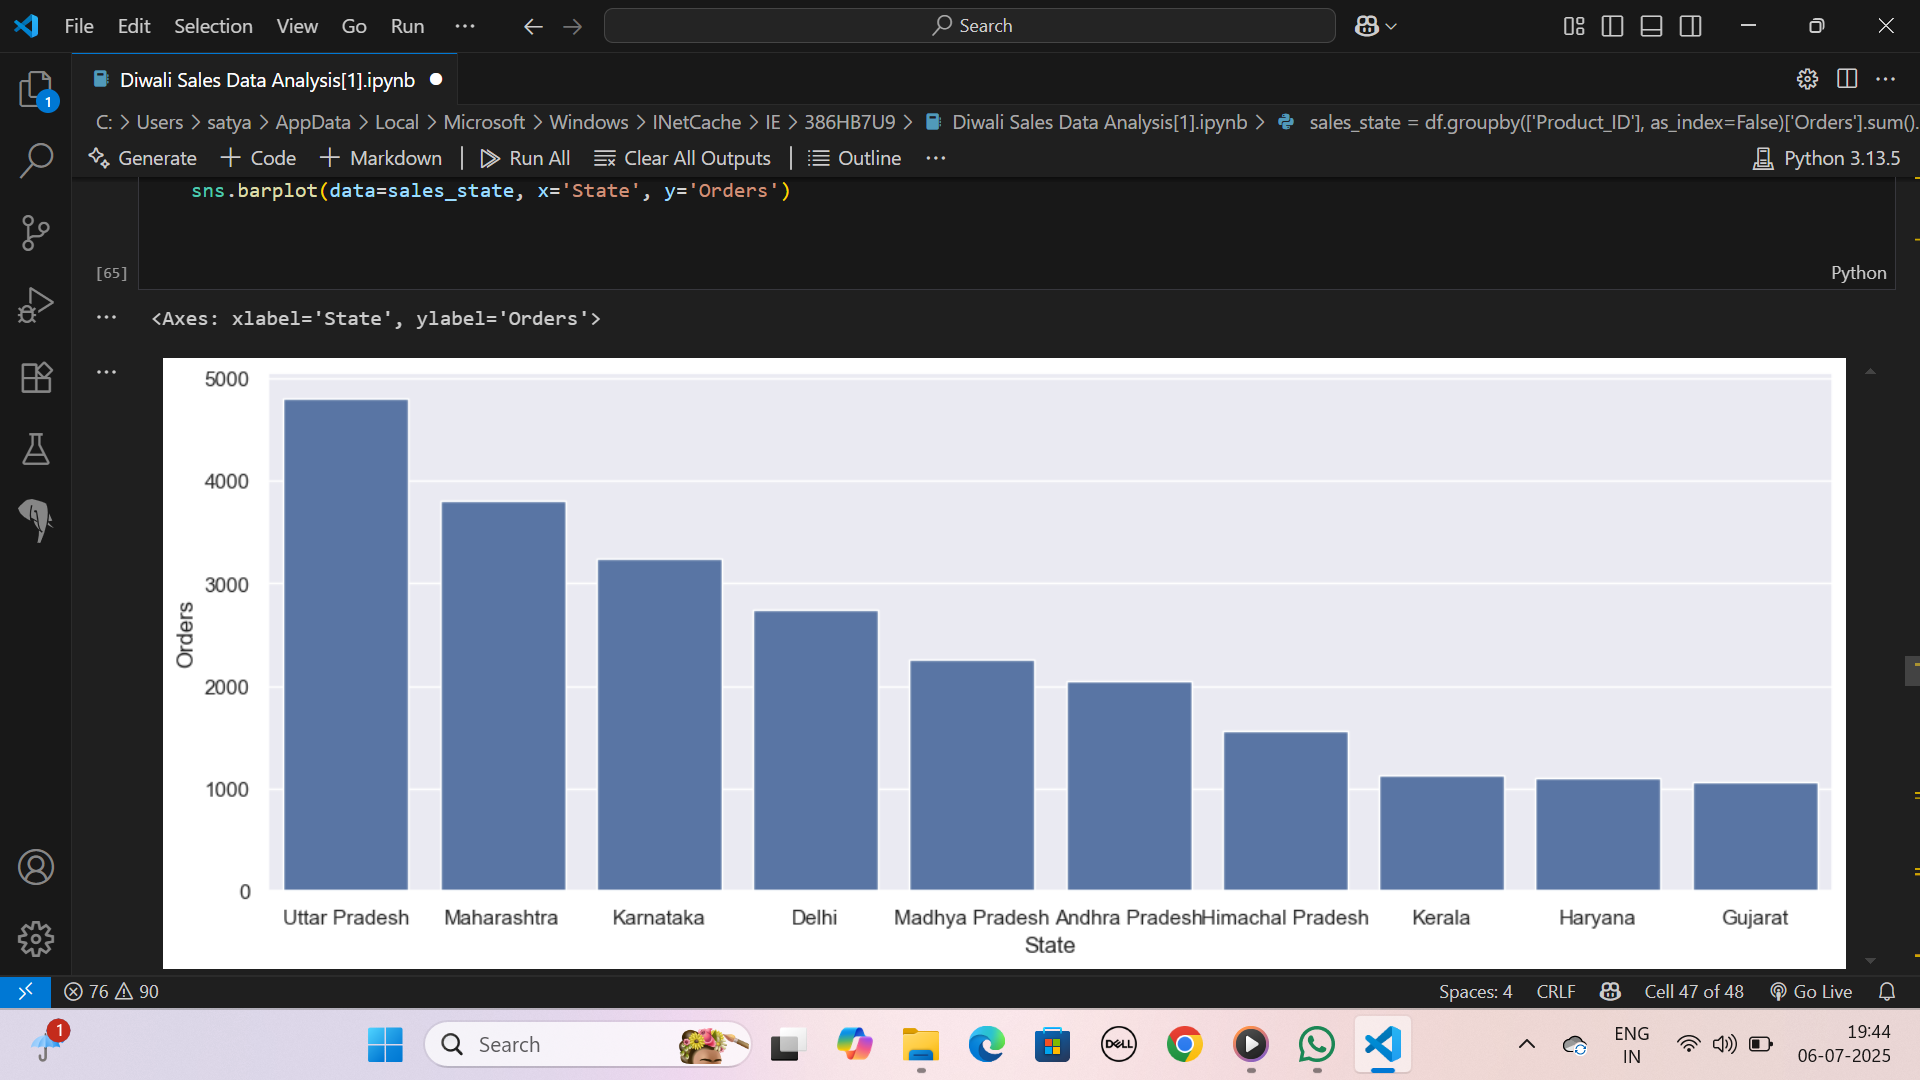 File Edit Selection View Go Run ··· Search
Diwali Sales Data Analysis[1].ipynb
1
C: > Users > satya > AppData > Local > Microsoft > Windows > INetCache > IE > 386HB7U9 > Diwali Sales Data Analysis[1].ipynb > sales_state = df.groupby(['Product_ID'], as_index=False)['Orders'].sum().
Generate + Code + Markdown | Run All Clear All Outputs | Outline ··· Python 3.13.5
sns.barplot(data=sales_state, x='State', y='Orders')
[65] Python
<Axes: xlabel='State', ylabel='Orders'>
5000
4000
3000
2000
1000
0
Orders
Uttar Pradesh Maharashtra Karnataka Delhi Madhya Pradesh Andhra Pradesh Himachal Pradesh Kerala Haryana Gujarat
State
76 90 Spaces: 4 CRLF Cell 47 of 48 Go Live
1 Search DELL ENG 19:44
IN 06-07-2025